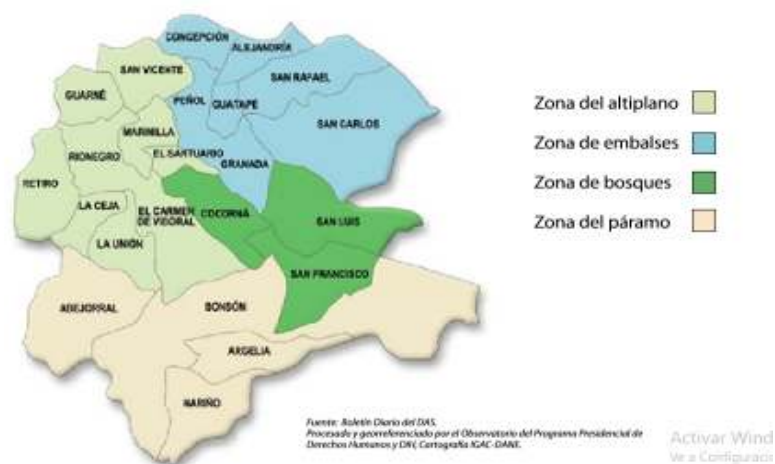 CONCEPCIÓN
ALEJANDRÍA
SAN VICENTE
SAN RAFAEL
GUARNÉ
PEÑOL
GUATAPÉ
SAN CARLOS
MARINILLA
RIONEGRO
EL SANTUARIO
GRANADA
RETIRO
LA CEJA
EL CARMEN
DE VIBORAL
COCORNÁ
SAN LUIS
LA UNIÓN
SAN FRANCISCO
ABEJORRAL
SONSÓN
ARGELIA
NARIÑO
Zona del altiplano
Zona de embalses
Zona de bosques
Zona del páramo
Fuente: Boletín Diario del DAS.
Procesado y georreferenciado por el Observatorio del Programa Presidencial de
Derechos Humanos y DIH, Cartografía IGAC-DANE.
Activar Wind
Ve a Configuració